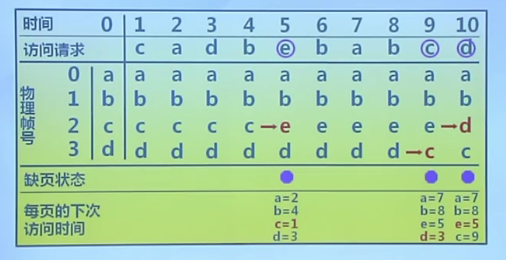 时间 0 1 2 3 4 5 6 7 8 9 10
访问请求 c a d b e b a b c d
物理帧号
0 a a a a a a a a a a a
1 b b b b b b b b b b b
2 c c c c c →e e e e e →d
3 d d d d d d d d d →c c
缺页状态 ● ● ●
每页的下次访问时间
a=2 a=7 a=7
b=4 b=8 b=8
c=1 e=5 e=5
d=3 d=3 c=9